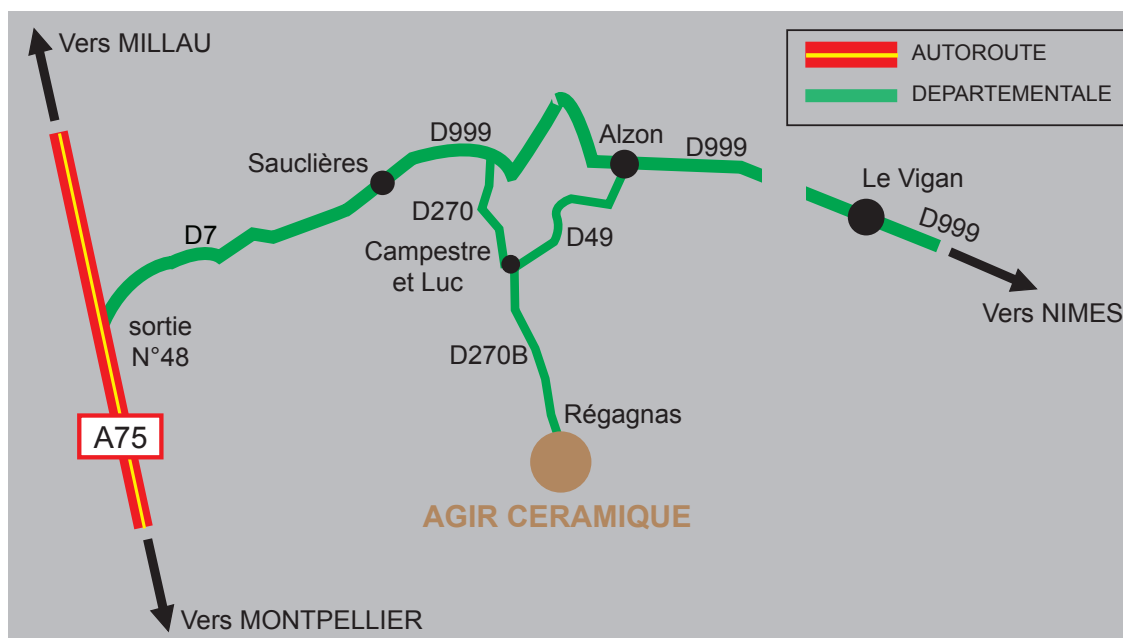 Vers MILLAU
AUTOROUTE
DEPARTEMENTALE
D999
Alzon
D999
Sauclières
Le Vigan
D270
D999
D7
D49
Campestre
et Luc
Vers NIMES
sortie
N°48
D270B
Régagnas
A75
AGIR CERAMIQUE
Vers MONTPELLIER